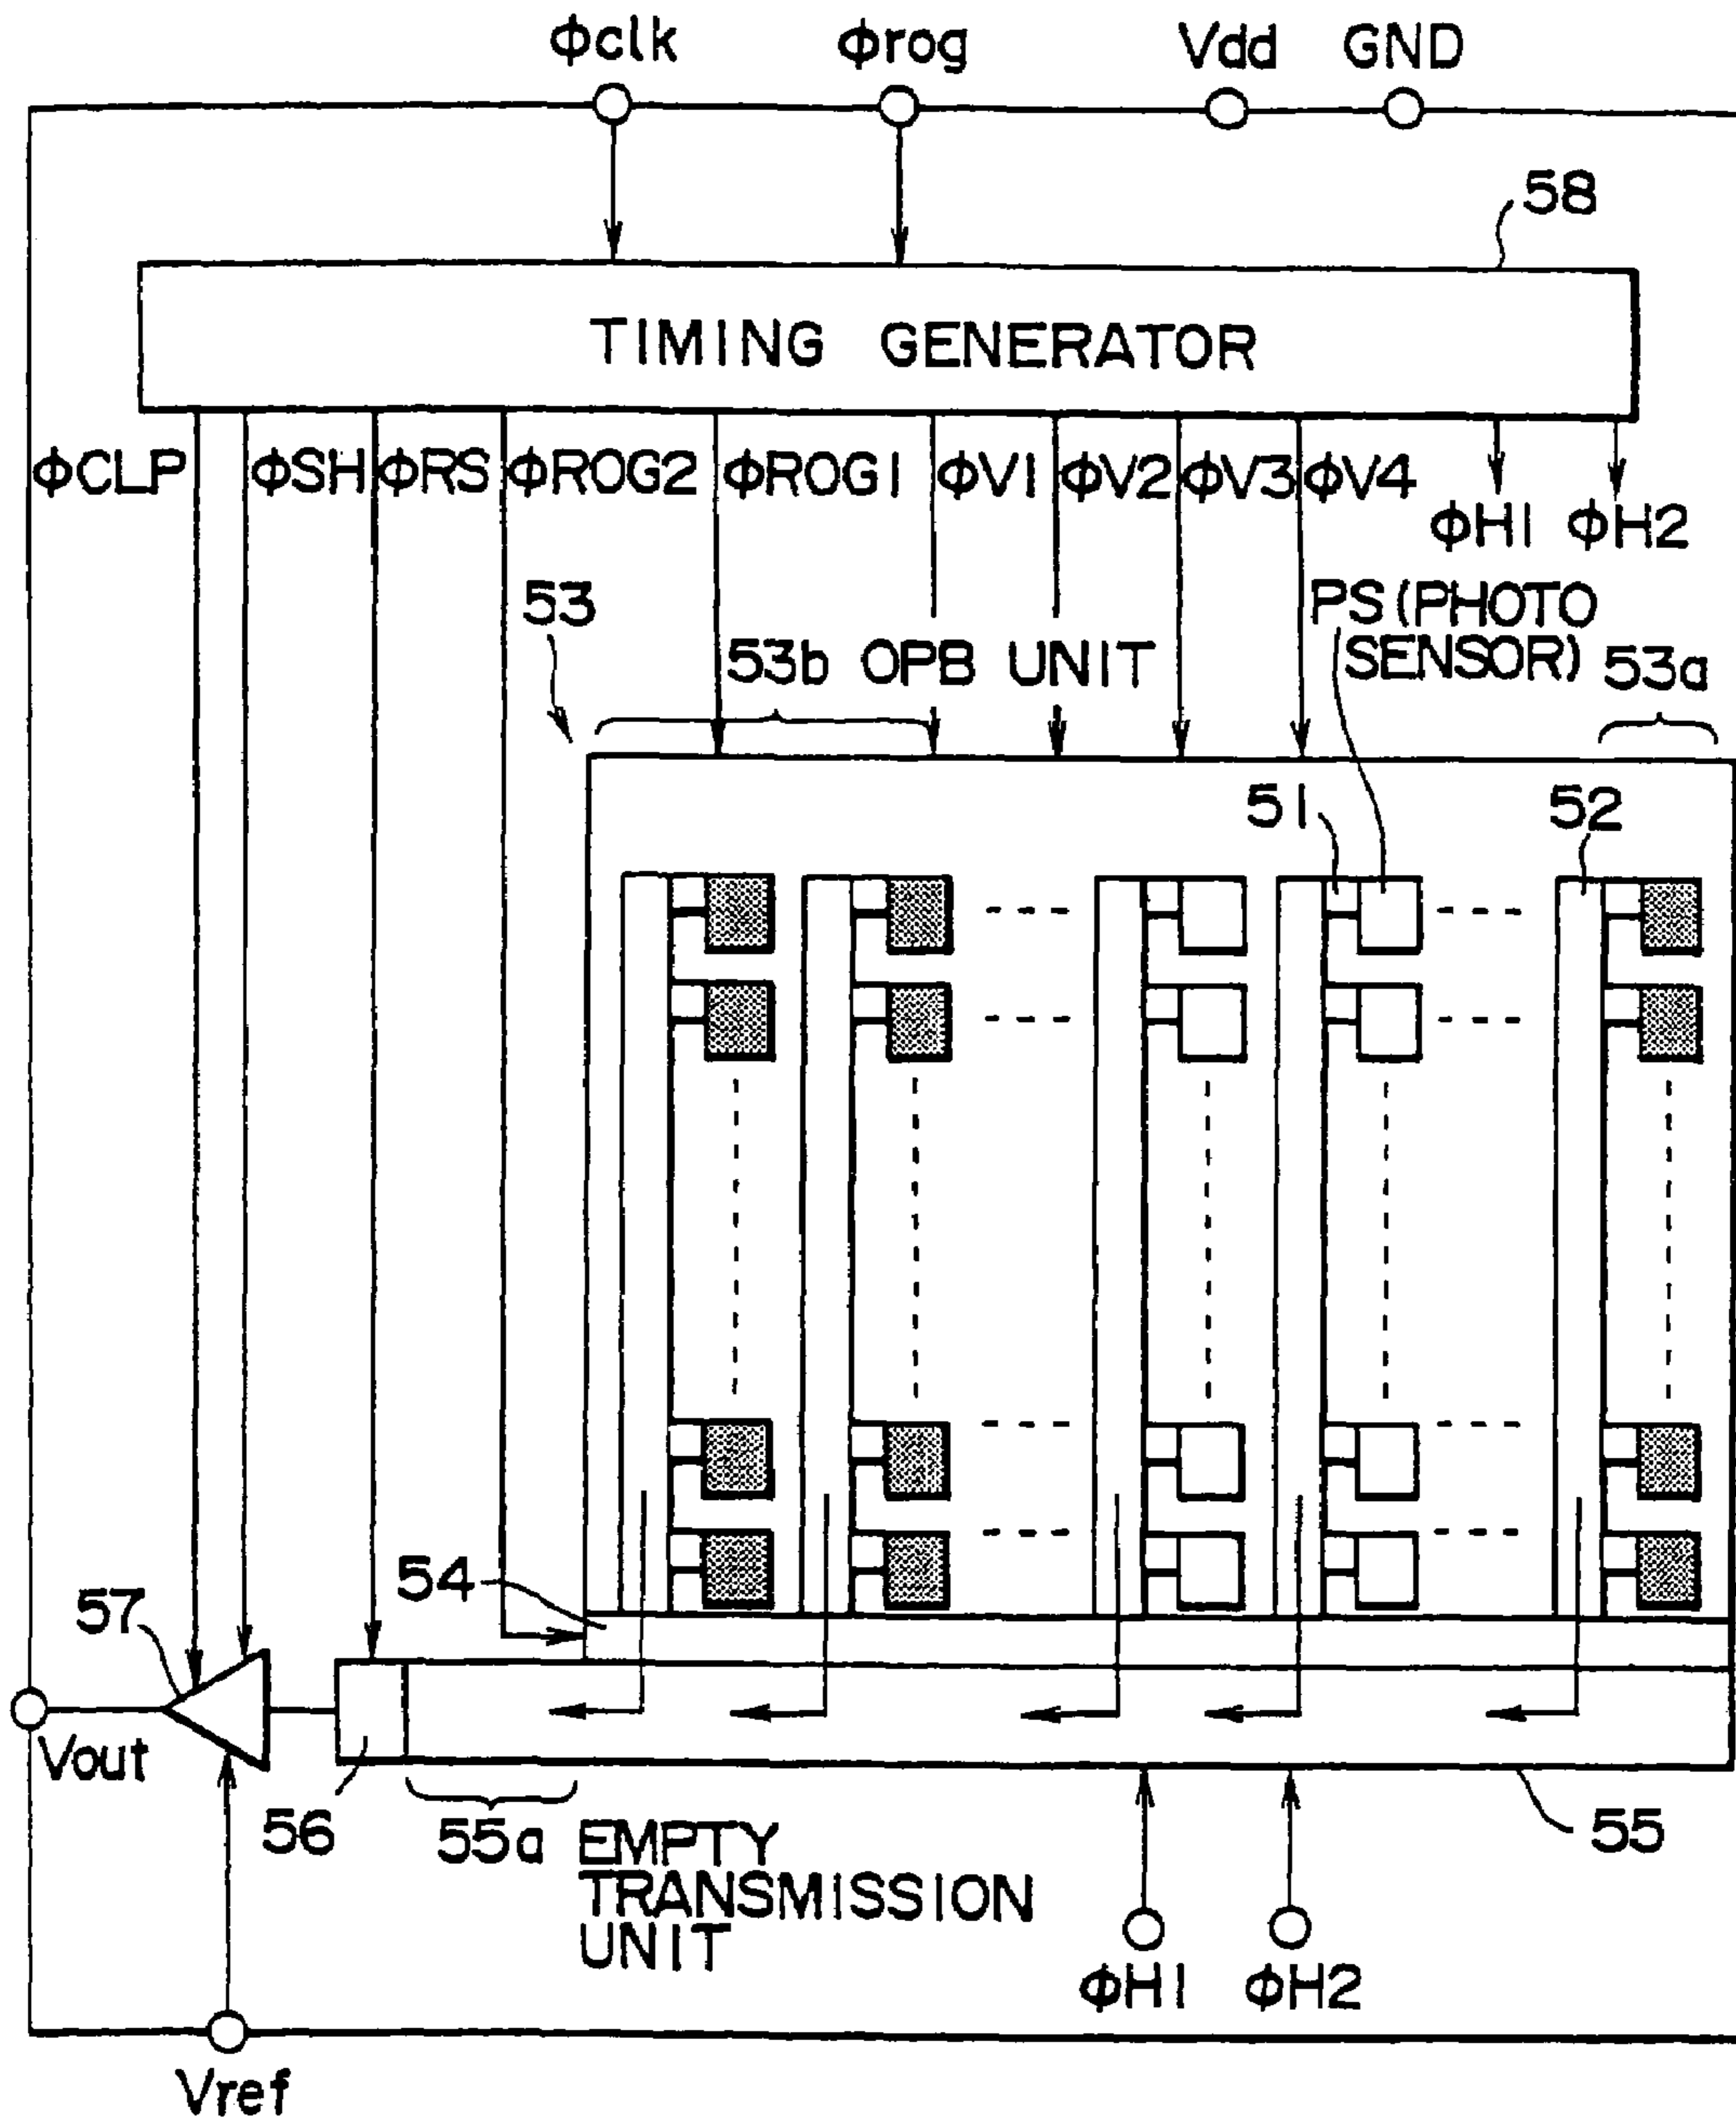 Φclk Φrog Vdd GND
58
TIMING GENERATOR
ΦCLP ΦSH ΦRS ΦROG2 ΦROG1 ΦV1 ΦV2 ΦV3 ΦV4
ΦH1 ΦH2
53
PS (PHOTO
SENSOR)
53b OPB UNIT
53a
51
52
54
57
Vout
56
55a EMPTY
TRANSMISSION
UNIT
55
ΦH1 ΦH2
Vref